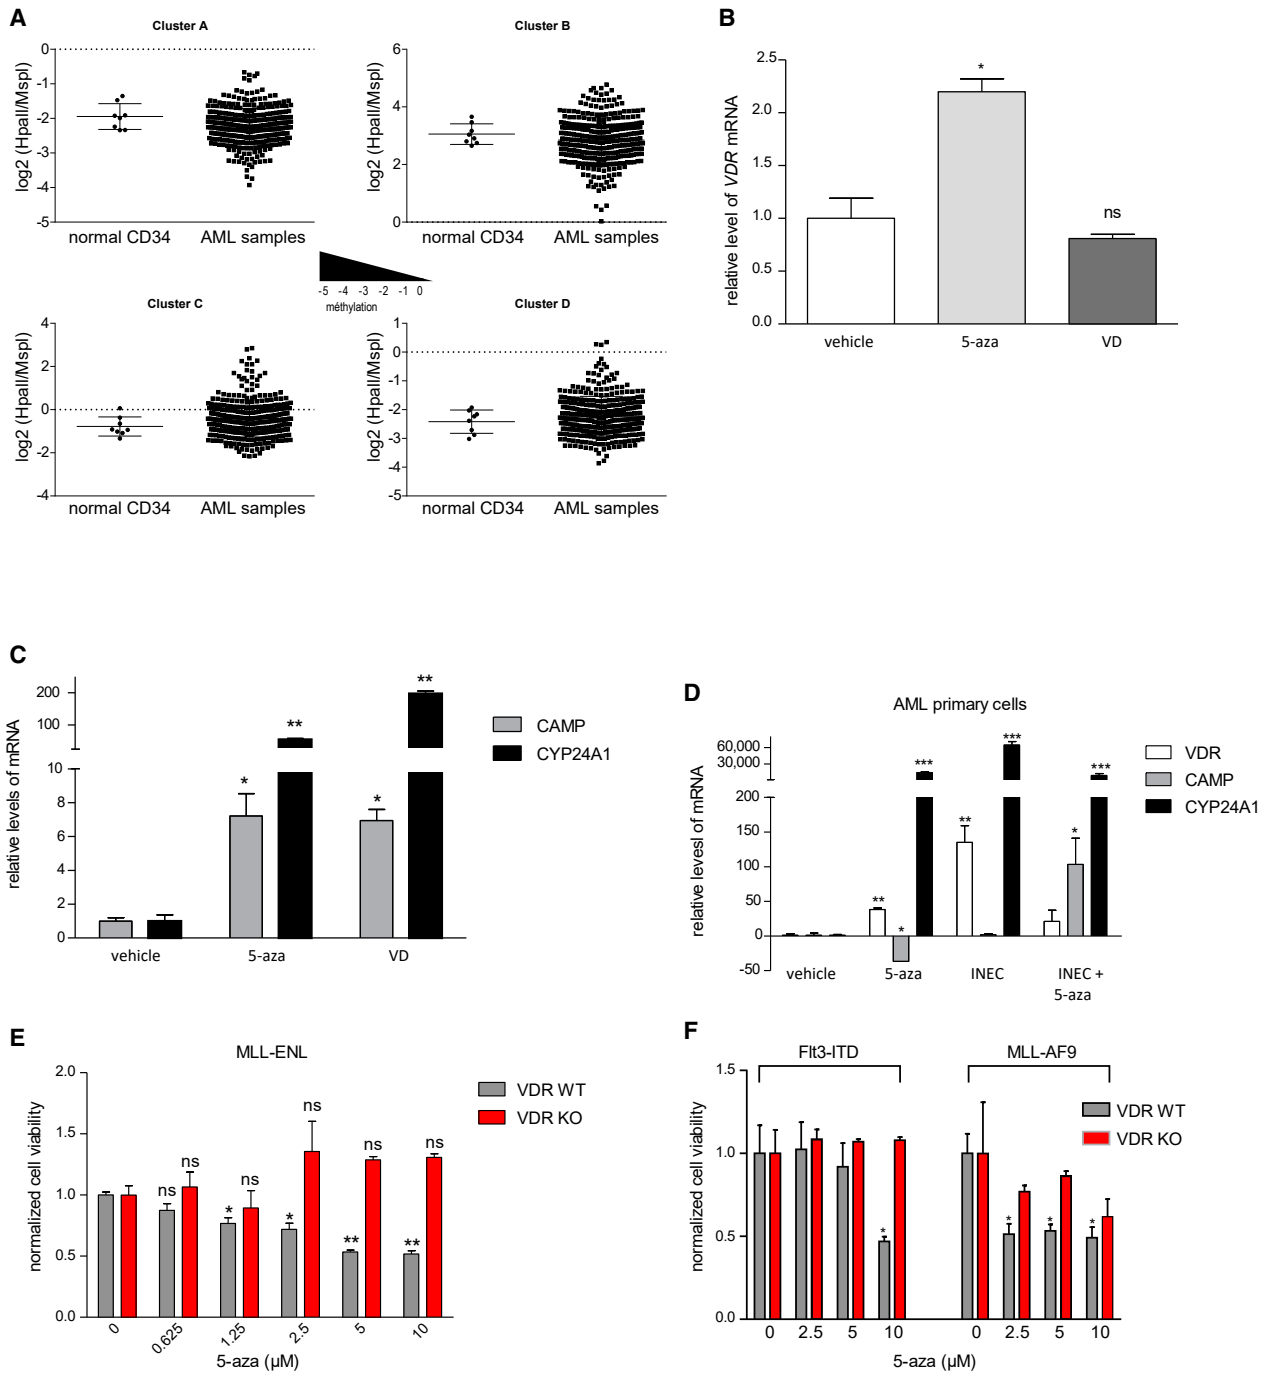 A
Cluster A
log2 (HpaII/MspI)
0
-1
-2
-3
-4
-5
normal CD34
AML samples
Cluster B
log2 (HpaII/MspI)
6
4
2
0
normal CD34
AML samples
-5 -4 -3 -2 -1 0
méthylation
Cluster C
log2 (HpaII/MspI)
4
2
0
-2
-4
normal CD34
AML samples
Cluster D
log2 (HpaII/MspI)
1
0
-1
-2
-3
-4
-5
normal CD34
AML samples
B
relative level of VDR mRNA
2.5
2.0
1.5
1.0
0.5
0.0
*
ns
vehicle
5-aza
VD
C
relative levels of mRNA
200
100
10
8
6
4
2
0
*
**
*
**
vehicle
5-aza
VD
CAMP
CYP24A1
D
AML primary cells
relative levesl of mRNA
60,000
30,000
200
150
100
50
0
-50
**
*
***
**
***
*
***
vehicle
5-aza
INEC
INEC +
5-aza
VDR
CAMP
CYP24A1
E
MLL-ENL
normalized cell viability
2.0
1.5
1.0
0.5
0.0
ns
ns
*
ns
*
ns
**
ns
**
ns
0
0.625
1.25
2.5
5
10
5-aza (µM)
VDR WT
VDR KO
F
Flt3-ITD
MLL-AF9
normalized cell viability
1.5
1.0
0.5
0.0
*
*
*
*
0
2.5
5
10
0
2.5
5
10
5-aza (µM)
VDR WT
VDR KO